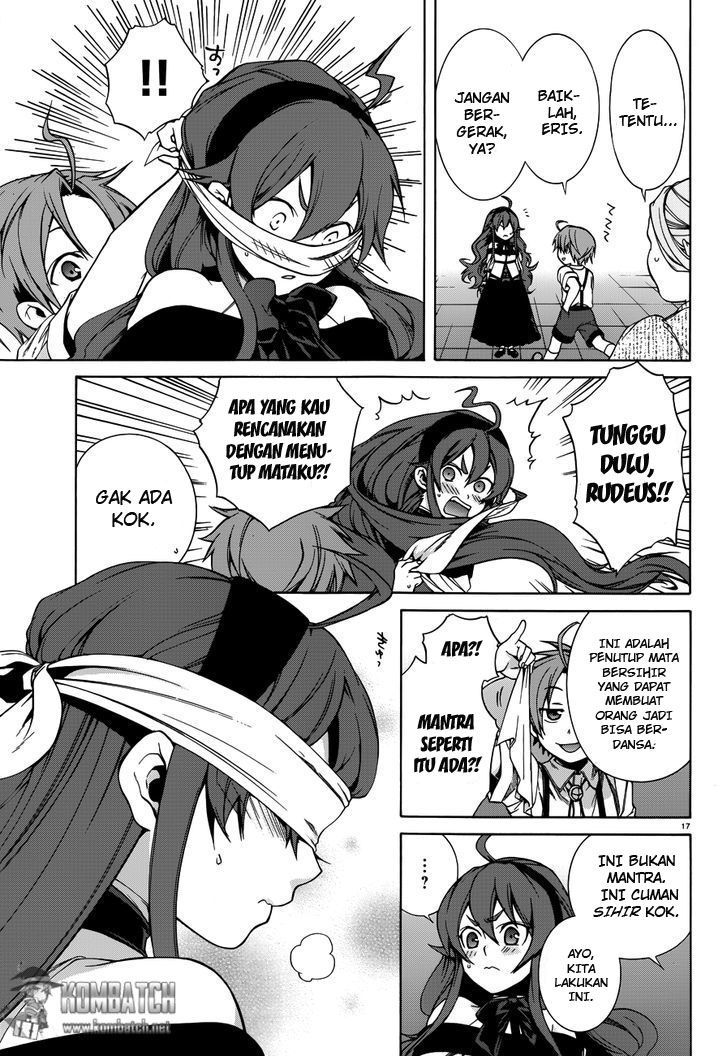 TE-
TENTU...
BAIK-
LAH,
ERIS.
JANGAN
BER-
GERAK,
YA?
!!
TUNGGU
DULU,
RUDEUS!!
APA YANG KAU
RENCANAKAN
DENGAN MENU-
TUP MATAKU?!
GAK ADA
KOK.
INI ADALAH
PENUTUP MATA
BERSIHIR
YANG DAPAT
MEMBUAT
ORANG JADI
BISA BER-
DANSA.
APA?!
MANTRA
SEPERTI
ITU ADA?!
17
INI BUKAN
MANTRA.
INI CUMAN
SIHIR KOK.
AYO,
KITA
LAKUKAN
INI.
...?
KOMBATCH
www.kombatch.net